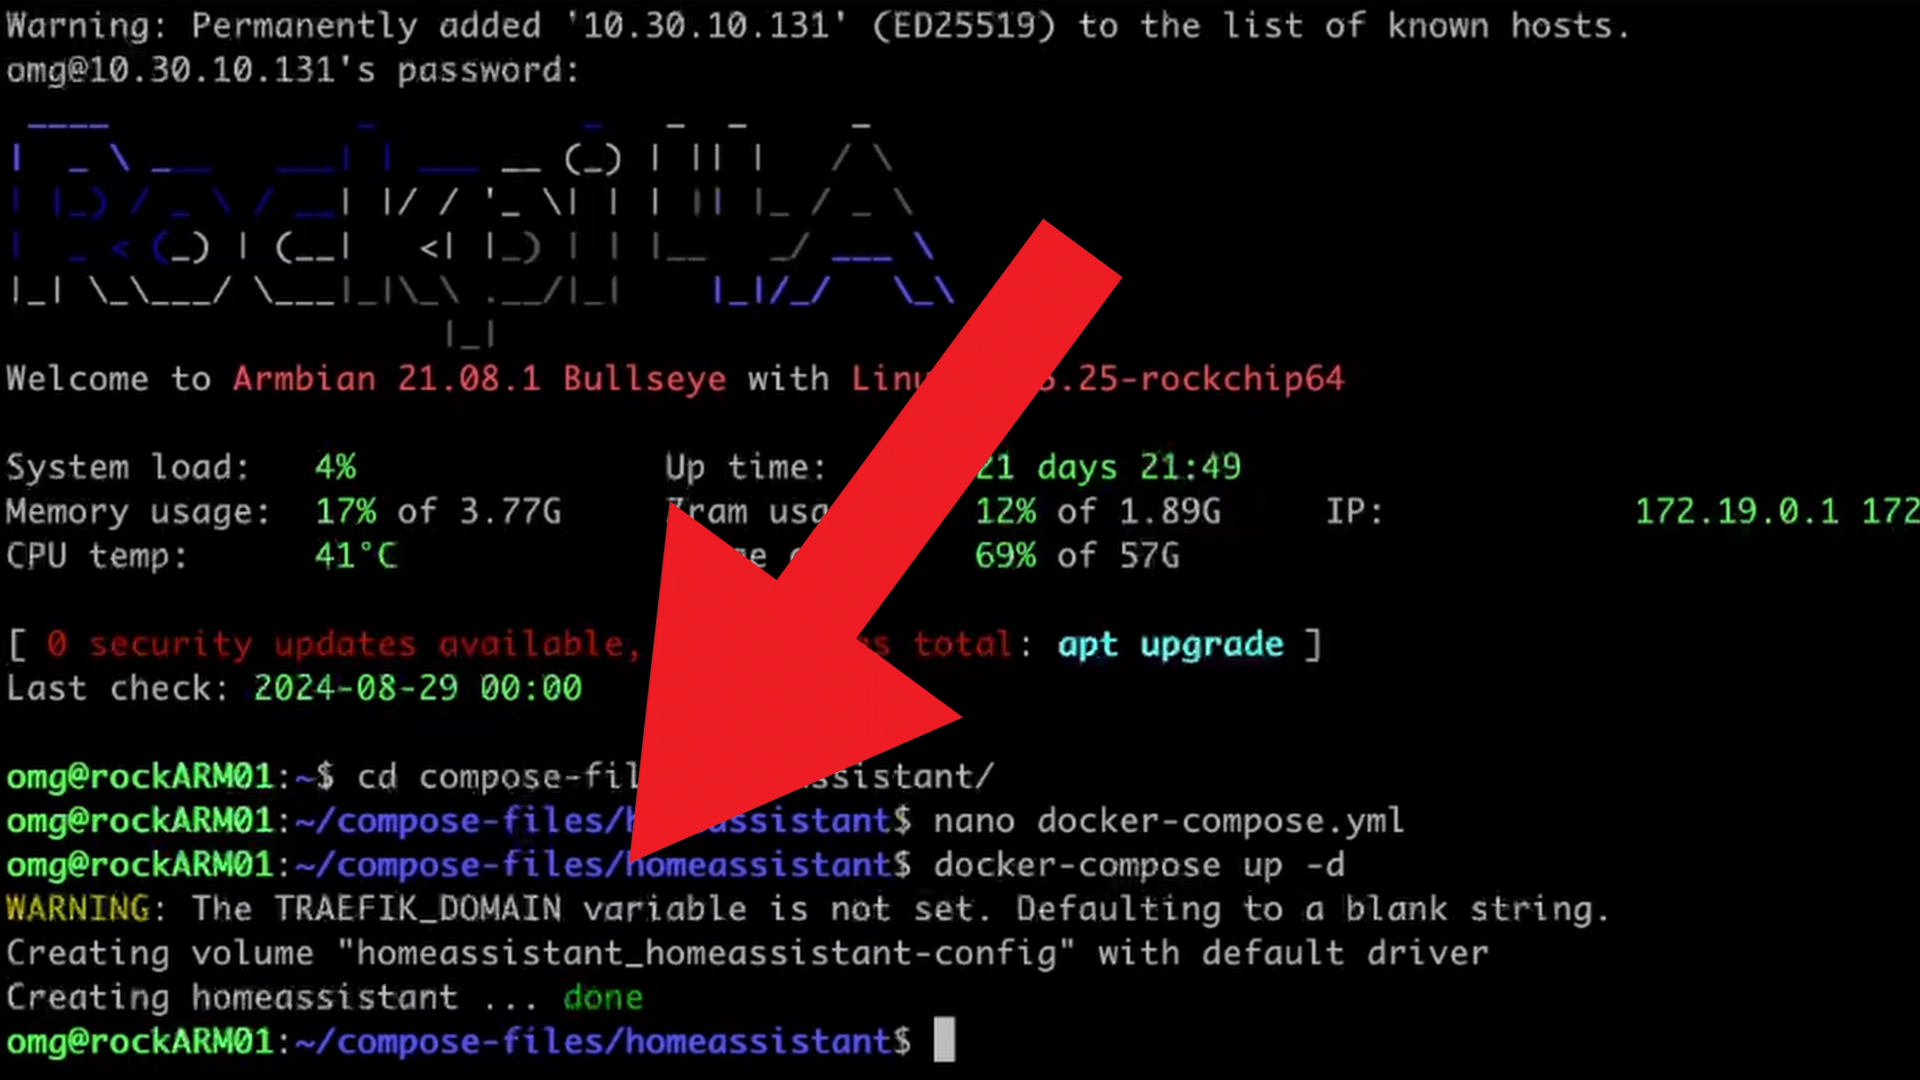 Warning: Permanently added '10.30.10.131' (ED25519) to the list of known hosts.
omg@10.30.10.131's password:
Rockpi 4A
Welcome to Armbian 21.08.1 Bullseye with .25-rockchip64
System load: 4% Up time: 21 days 21:49
Memory usage: 17% of 3.77G 12% of 1.89G IP: 172.19.0.1 172
CPU temp: 41°C 69% of 57G
[ 0 security updates available, total: apt upgrade ]
Last check: 2024-08-29 00:00
omg@rockARM01:~$ cd compose-fil ssistant/
omg@rockARM01:~/compose-files/homeassistant$ nano docker-compose.yml
omg@rockARM01:~/compose-files/homeassistant$ docker-compose up -d
WARNING: The TRAEFIK_DOMAIN variable is not set. Defaulting to a blank string.
Creating volume "homeassistant_homeassistant-config" with default driver
Creating homeassistant ... done
omg@rockARM01:~/compose-files/homeassistant$